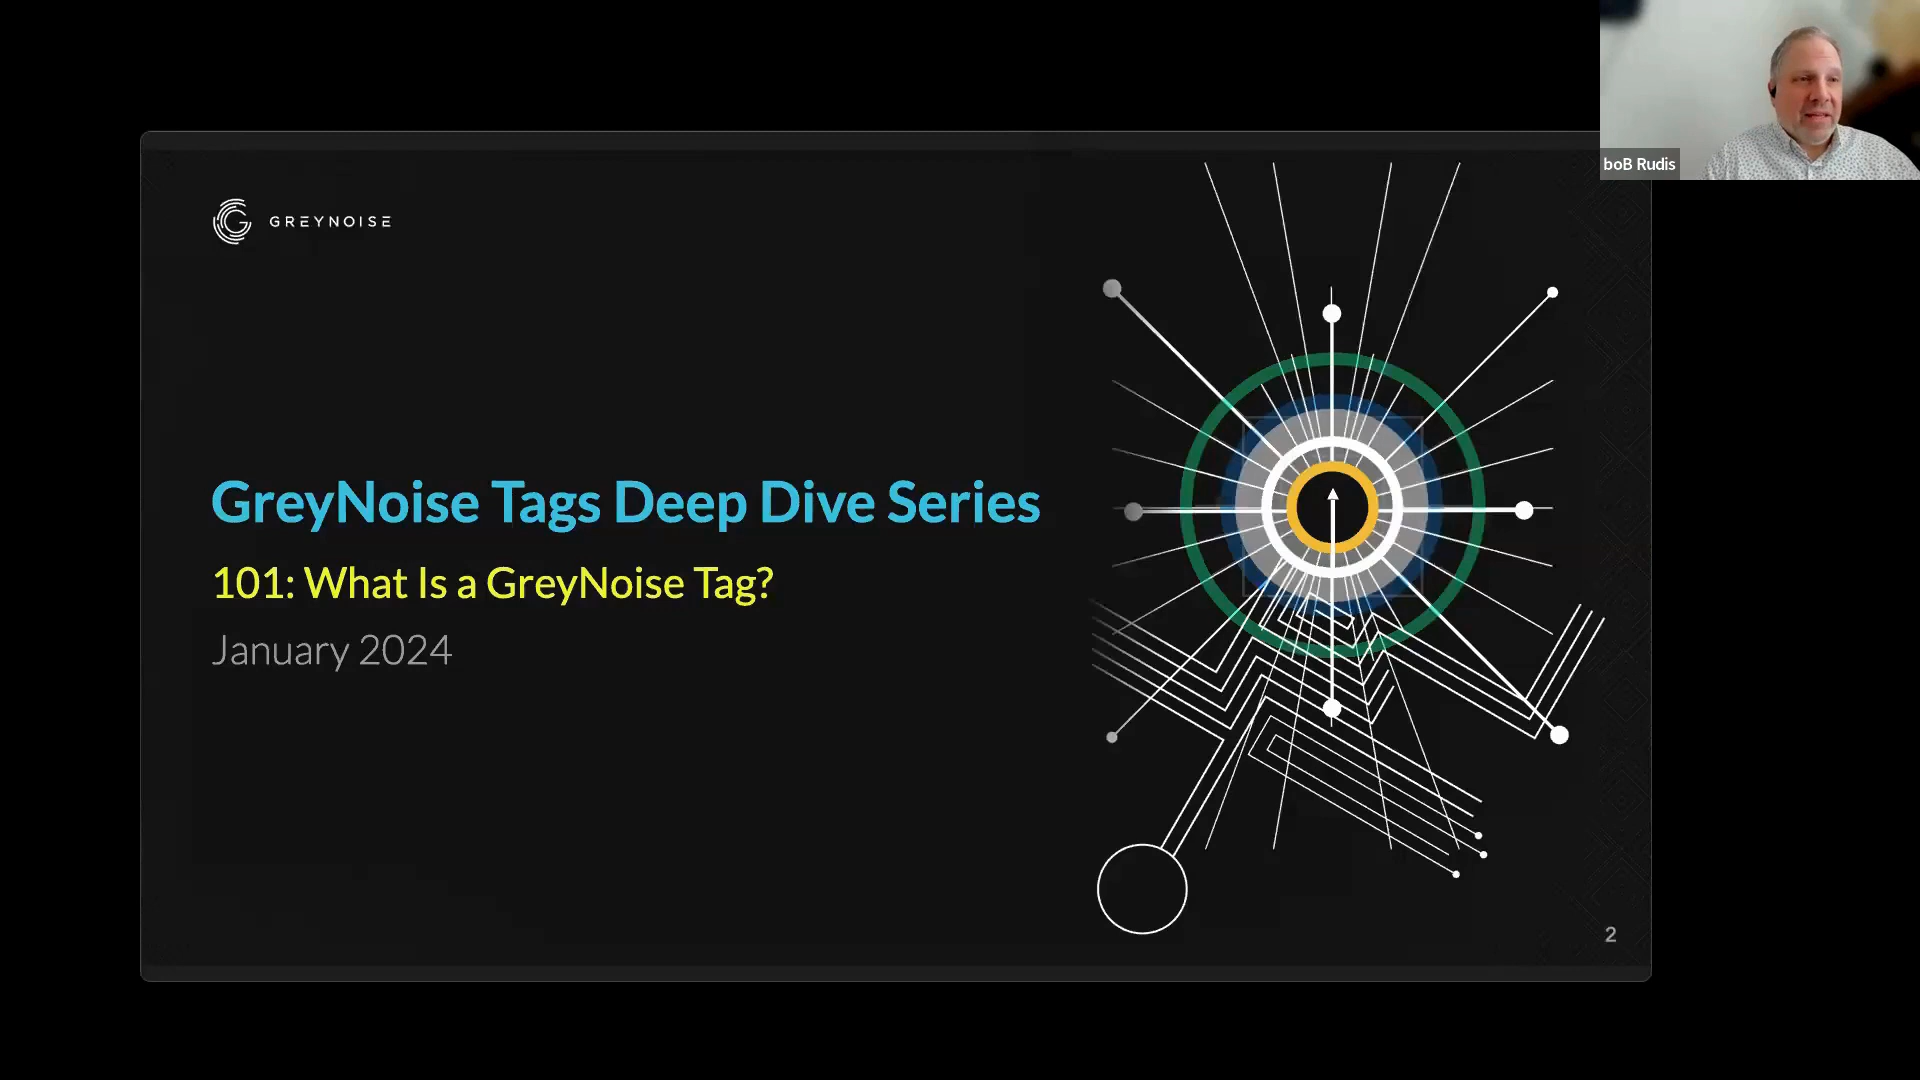 boB Rudis
GREYNOISE
GreyNoise Tags Deep Dive Series
101: What Is a GreyNoise Tag?
January 2024
2